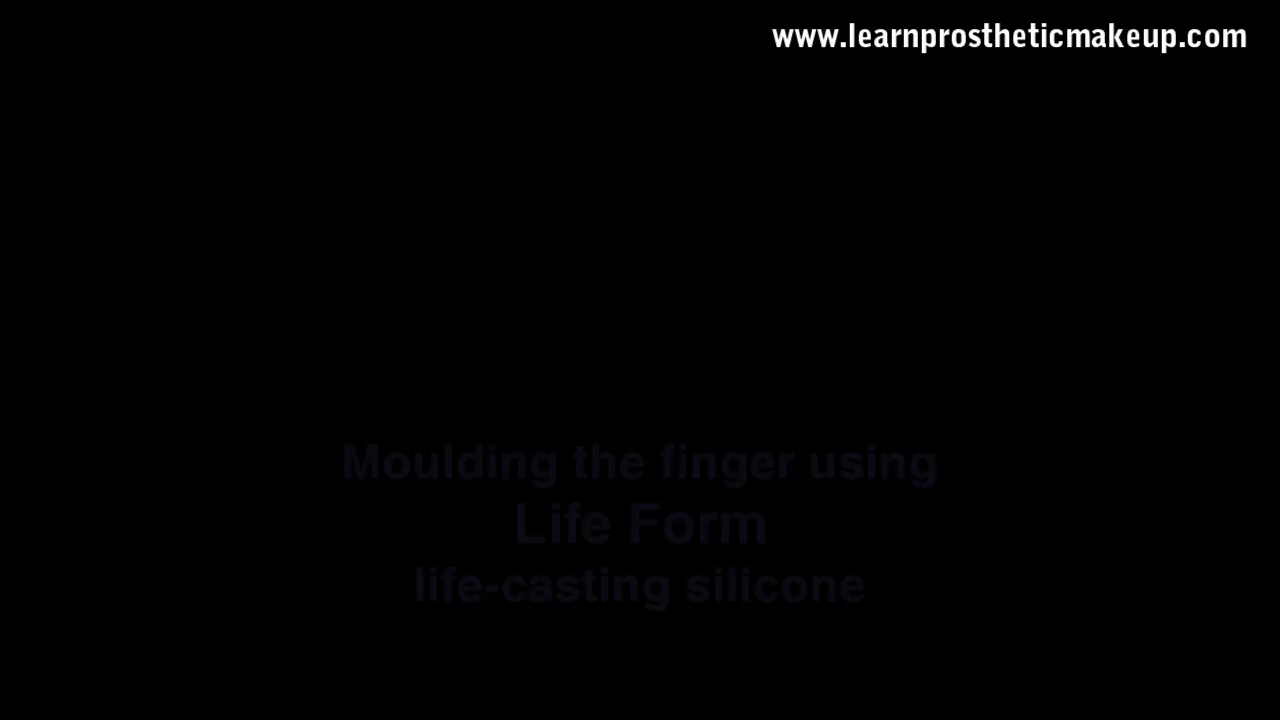 www.learnprostheticmakeup.com
Moulding the finger using
Life Form
life-casting silicone